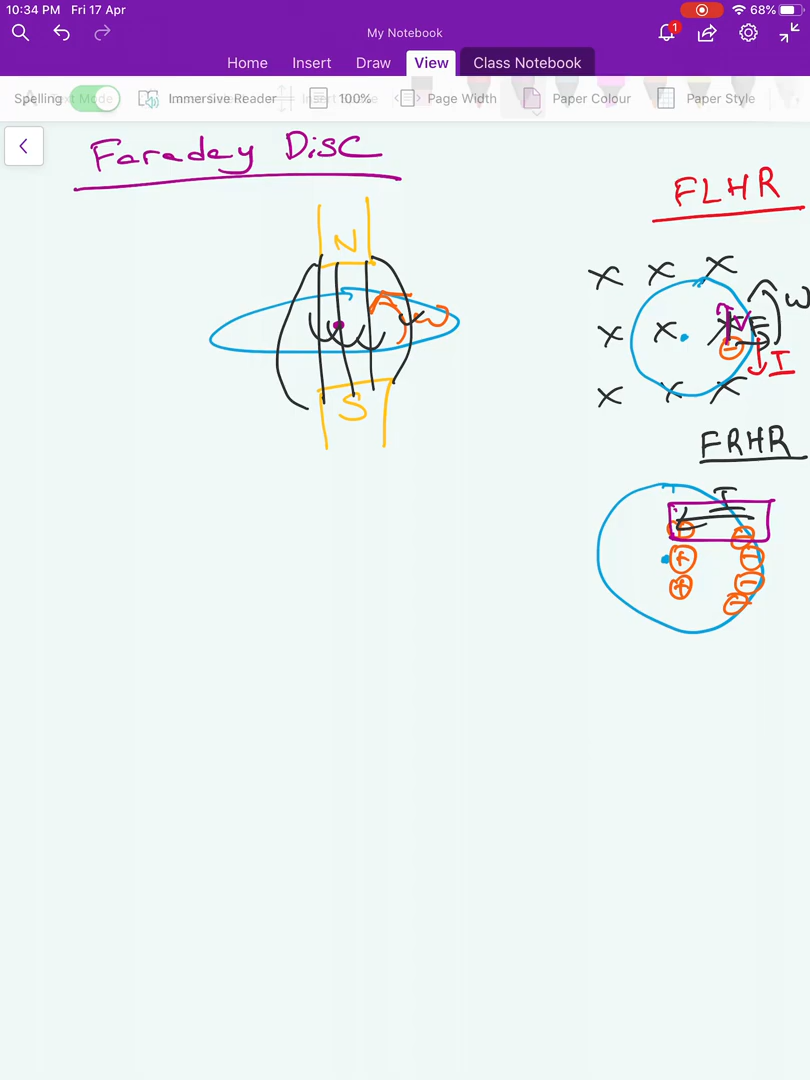 10:34 PM Fri 17 Apr
68%
My Notebook
1
Home Insert Draw View Class Notebook
Spelling Immersive Reader 100% Page Width Paper Colour Paper Style
Faraday Disc
FLHR
N
S
ω
× × ×
× × ×
× × ×
ω
V
F
−
I
FRHR
I
+ −
+ −
+ −
−